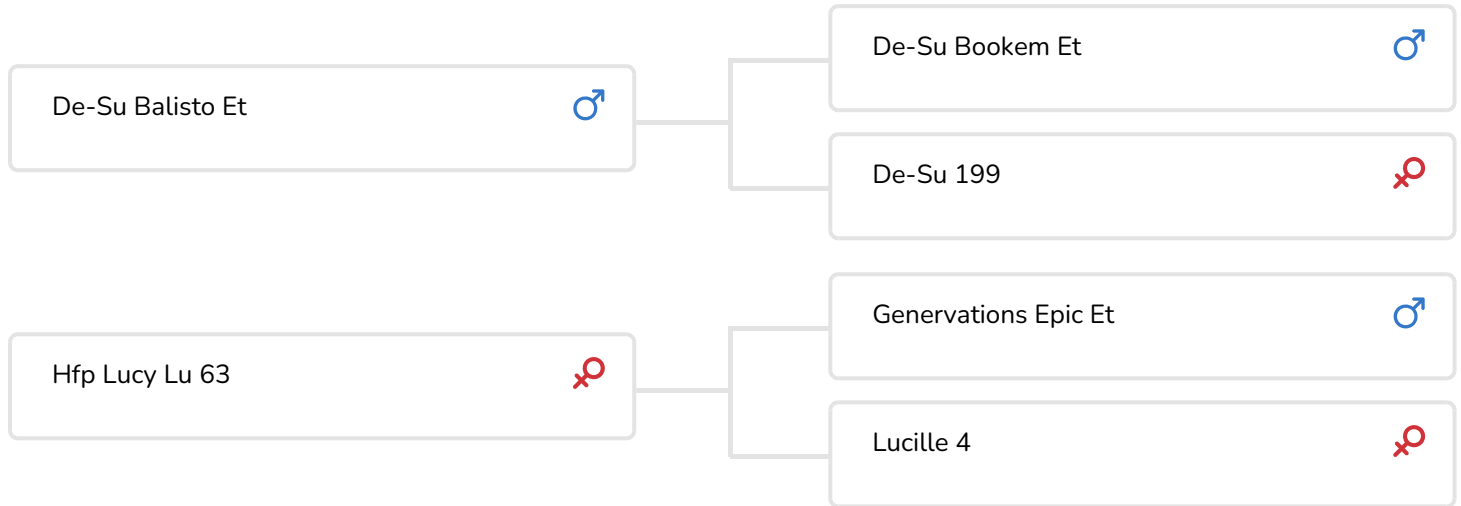 De-Su Bookem Et
De-Su Balisto Et
De-Su 199
Genervations Epic Et
Hfp Lucy Lu 63
Lucille 4